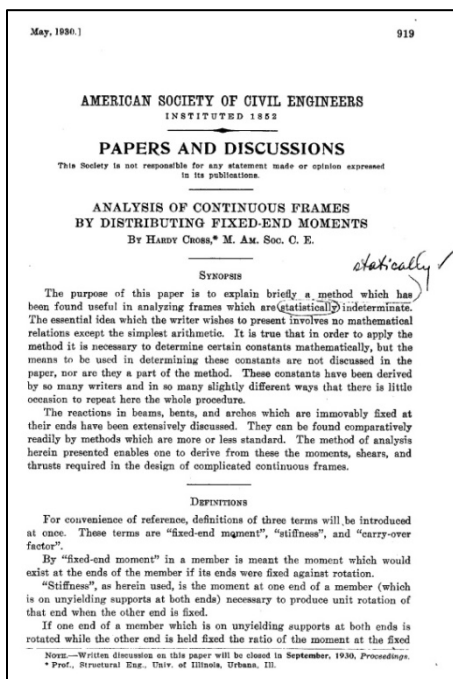 May, 1930.] 919
AMERICAN SOCIETY OF CIVIL ENGINEERS
INSTITUTED 1852
PAPERS AND DISCUSSIONS
This Society is not responsible for any statement made or opinion expressed
in its publications.
ANALYSIS OF CONTINUOUS FRAMES
BY DISTRIBUTING FIXED-END MOMENTS
By Hardy Cross,* M. Am. Soc. C. E.
statically ✓
Synopsis
The purpose of this paper is to explain briefly a method which has
been found useful in analyzing frames which are statistically indeterminate.
The essential idea which the writer wishes to present involves no mathematical
relations except the simplest arithmetic. It is true that in order to apply the
method it is necessary to determine certain constants mathematically, but the
means to be used in determining these constants are not discussed in the
paper, nor are they a part of the method. These constants have been derived
by so many writers and in so many slightly different ways that there is little
occasion to repeat here the whole procedure.
The reactions in beams, bents, and arches which are immovably fixed at
their ends have been extensively discussed. They can be found comparatively
readily by methods which are more or less standard. The method of analysis
herein presented enables one to derive from these the moments, shears, and
thrusts required in the design of complicated continuous frames.
Definitions
For convenience of reference, definitions of three terms will be introduced
at once. These terms are "fixed-end moment", "stiffness", and "carry-over
factor".
By "fixed-end moment" in a member is meant the moment which would
exist at the ends of the member if its ends were fixed against rotation.
"Stiffness", as herein used, is the moment at one end of a member (which
is on unyielding supports at both ends) necessary to produce unit rotation of
that end when the other end is fixed.
If one end of a member which is on unyielding supports at both ends is
rotated while the other end is held fixed the ratio of the moment at the fixed
Note.—Written discussion on this paper will be closed in September, 1930, Proceedings.
* Prof., Structural Eng., Univ. of Illinois, Urbana, Ill.